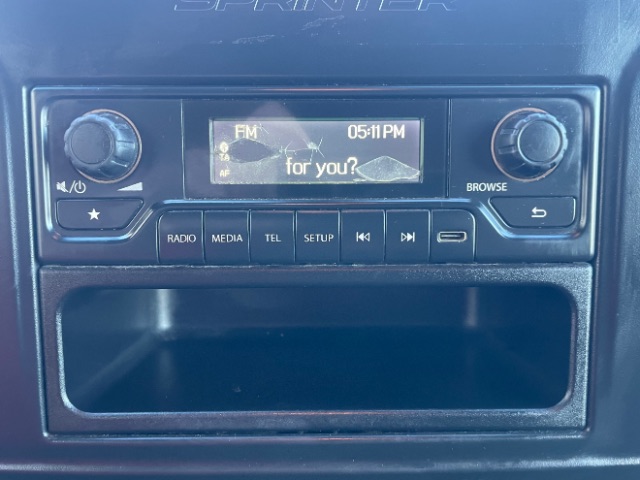 SPRINTER
FM 05:11 PM
TA
for you?
AF
BROWSE
RADIO MEDIA TEL SETUP